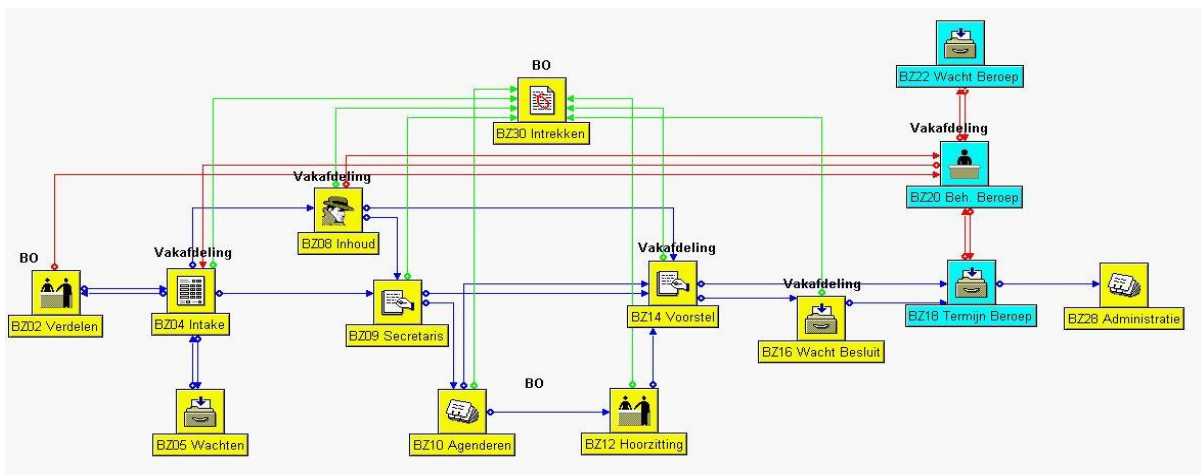 BZ22 Wacht Beroep
BO
BZ30 Intrekken
Vakafdeling
BZ20 Beh. Beroep
Vakafdeling
BZ08 Inhoud
BO
BZ02 Verdelen
Vakafdeling
BZ04 Intake
BZ09 Secretaris
Vakafdeling
BZ14 Voorstel
Vakafdeling
BZ16 Wacht Besluit
BZ18 Termijn Beroep
BZ28 Administratie
BZ05 Wachten
BZ10 Agenderen
BO
BZ12 Hoorzitting